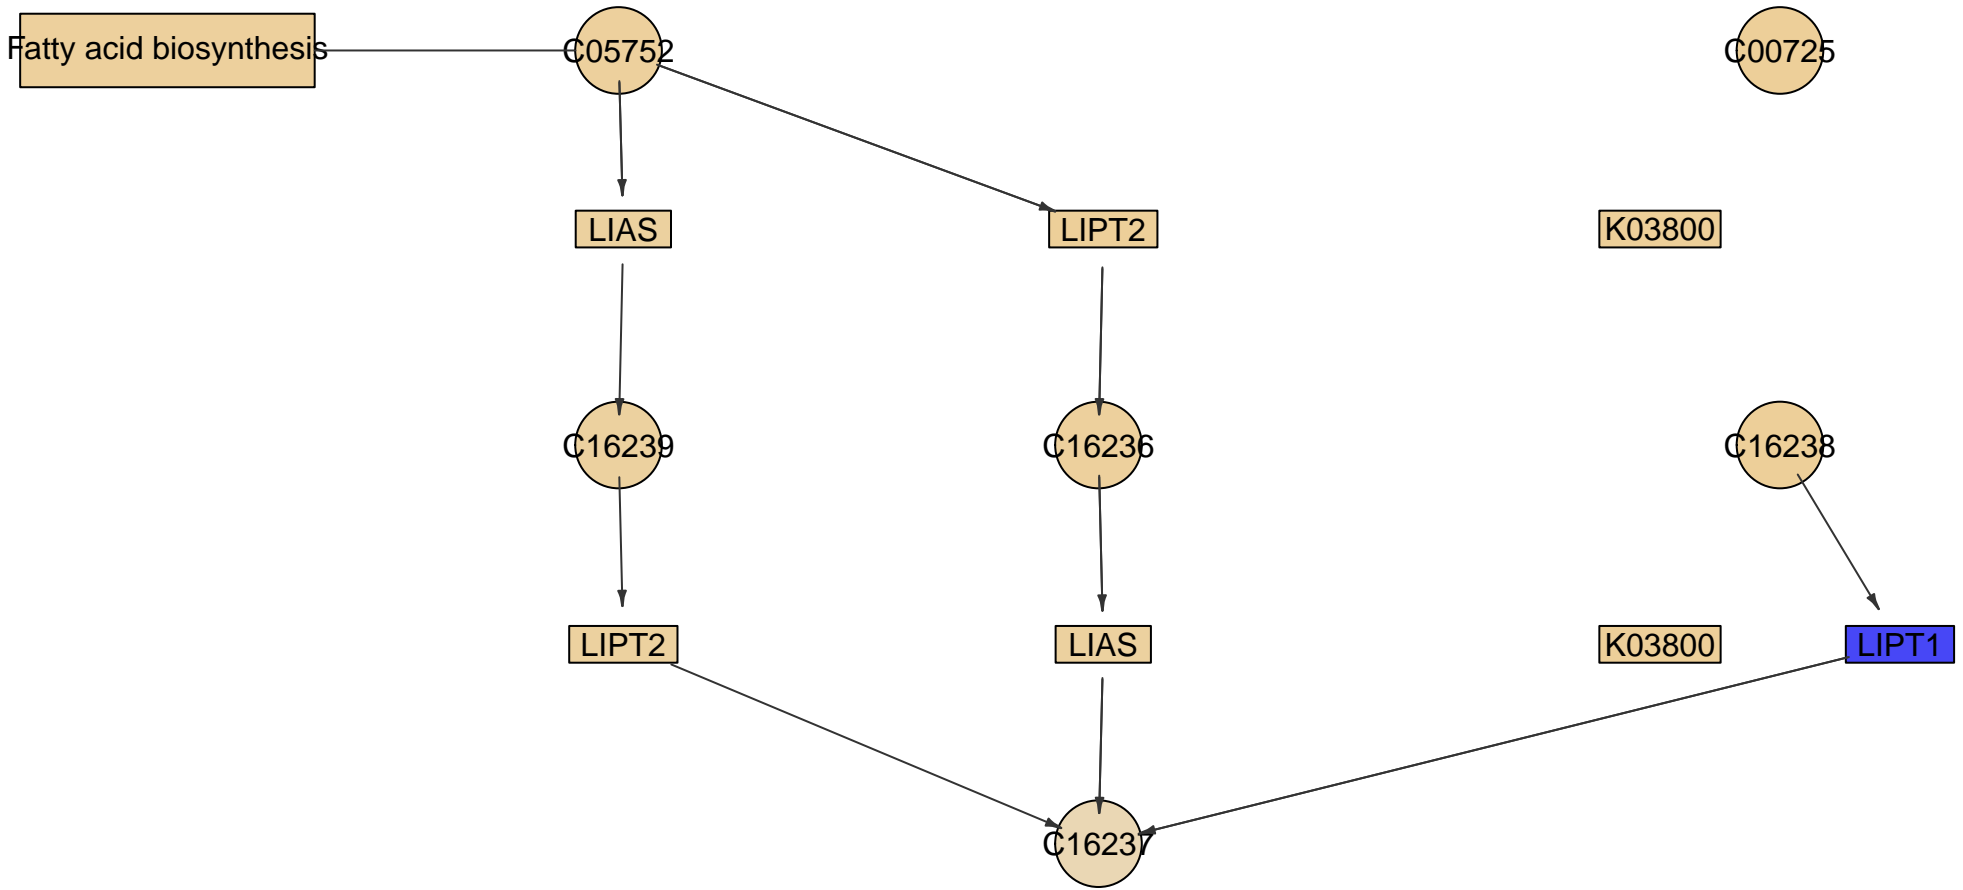 Fatty acid biosynthesis
C05752
C00725
LIAS
LIPT2
K03800
C16239
C16236
C16238
LIPT2
LIAS
K03800
LIPT1
C16237